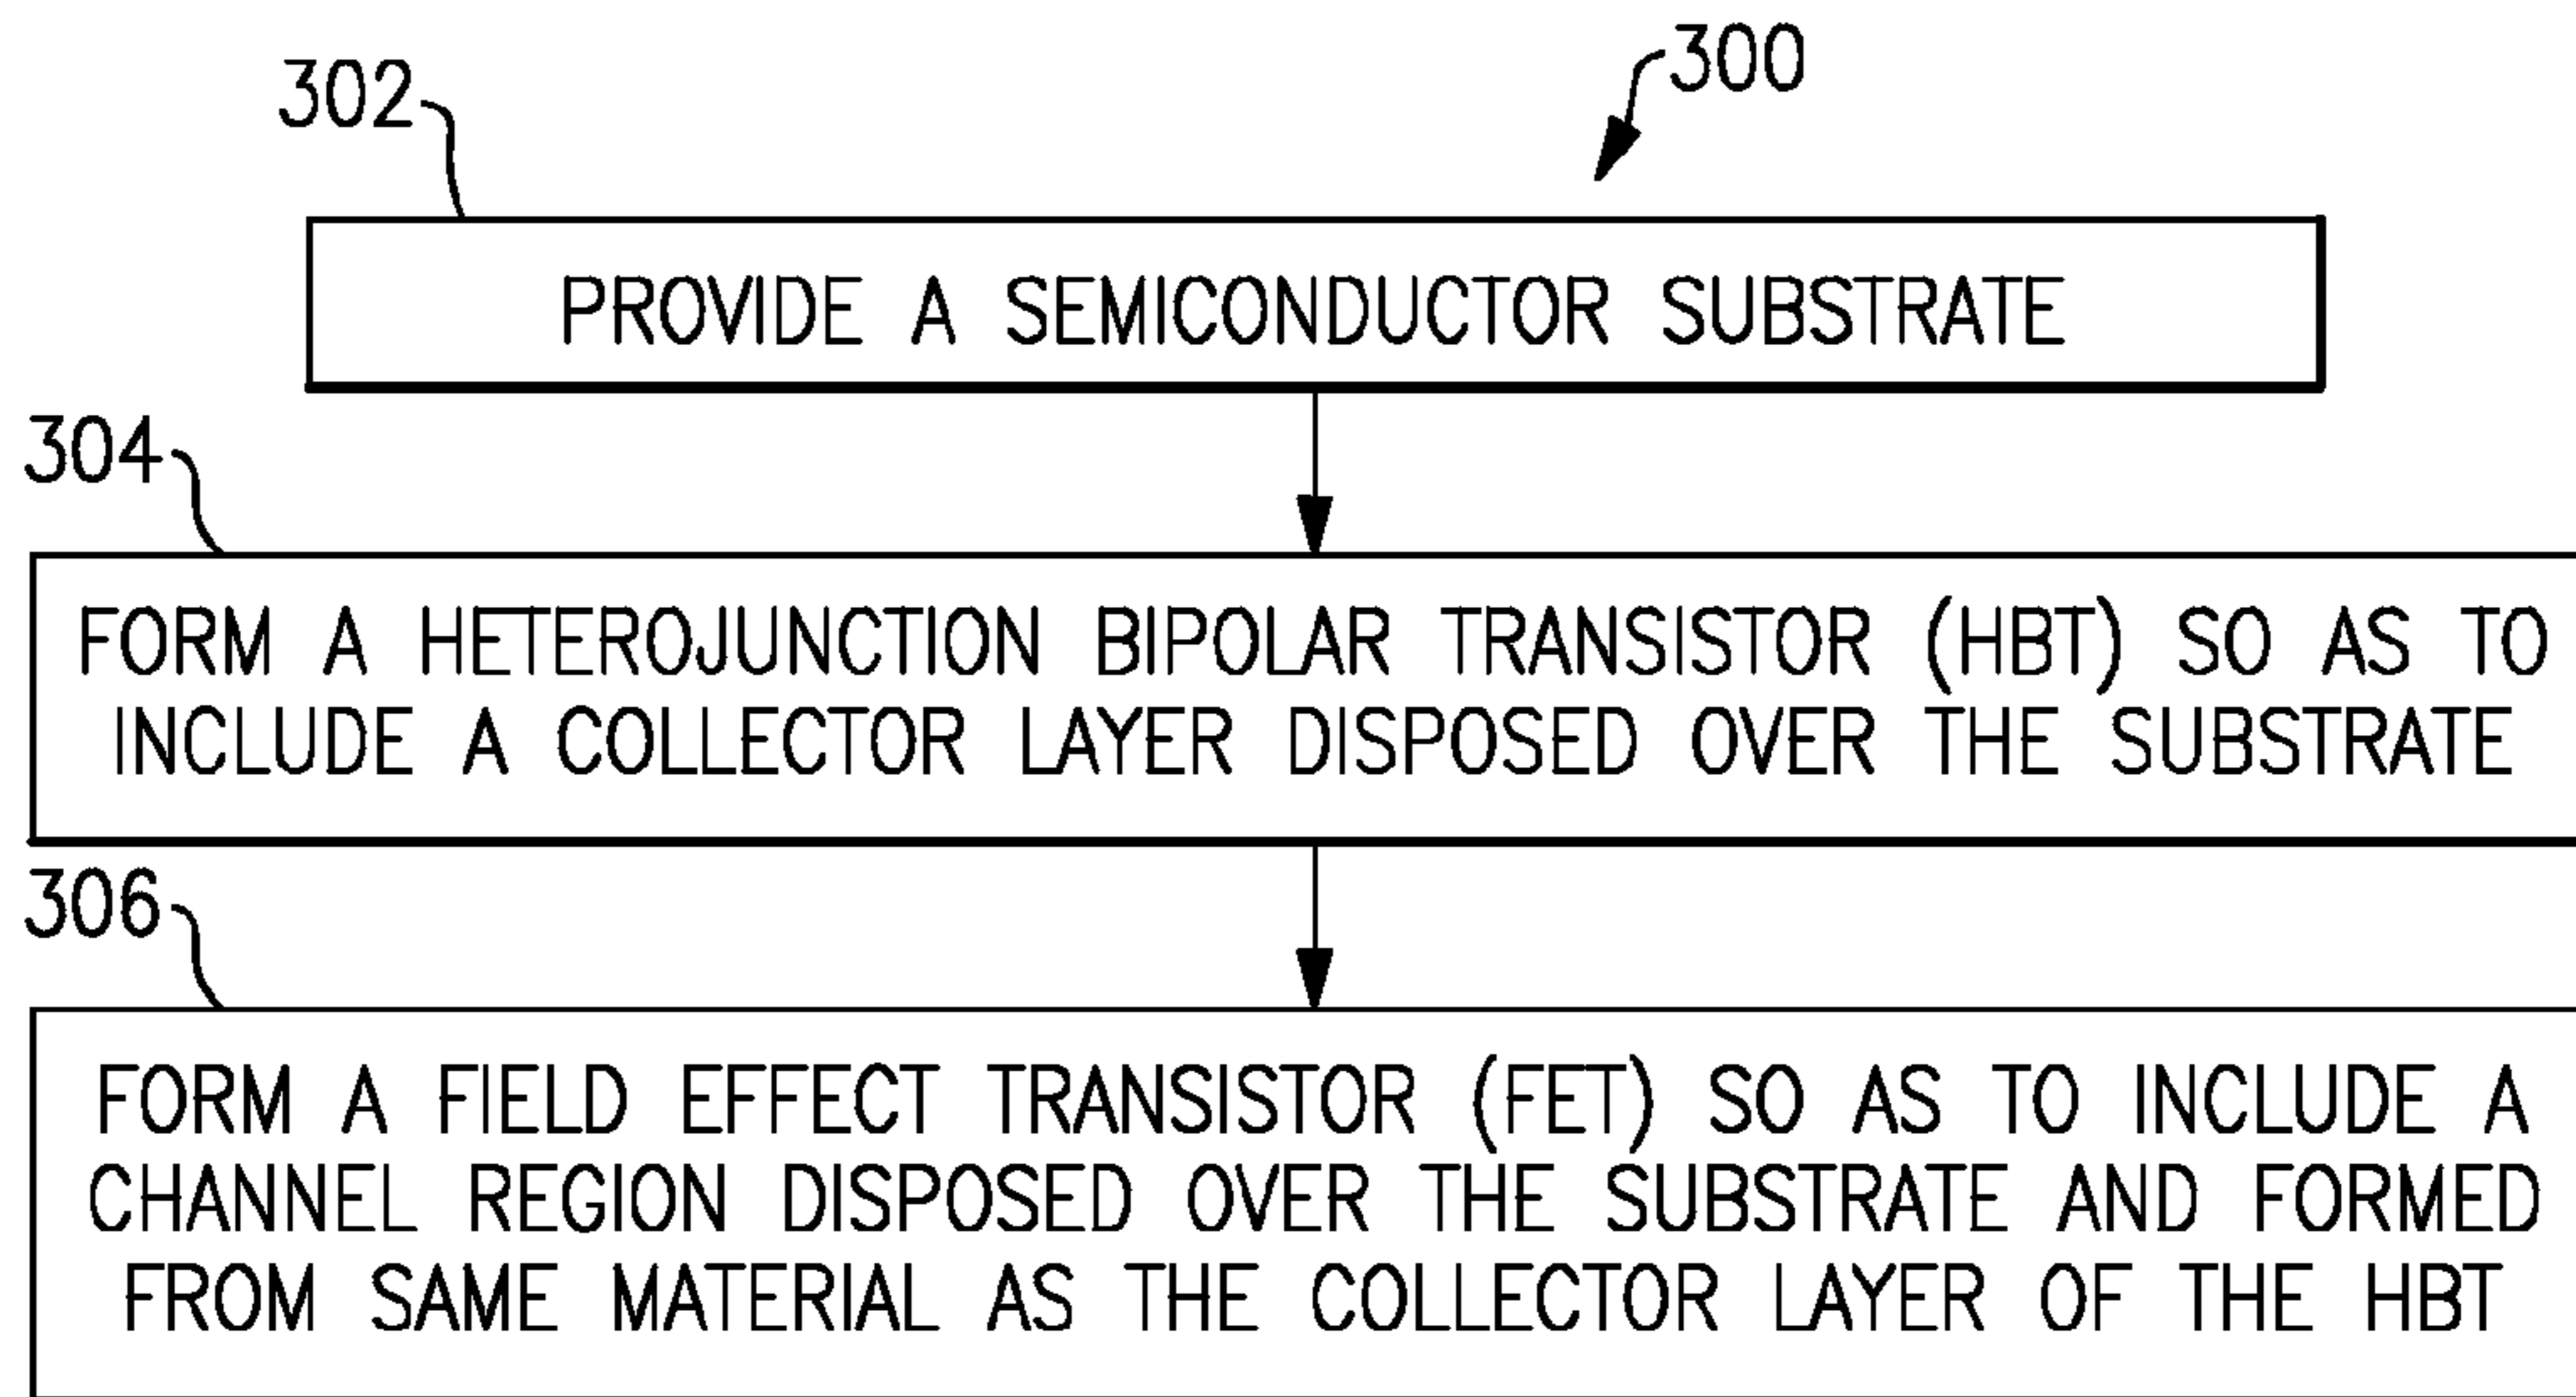 300
302
PROVIDE A SEMICONDUCTOR SUBSTRATE
304
FORM A HETEROJUNCTION BIPOLAR TRANSISTOR (HBT) SO AS TO
INCLUDE A COLLECTOR LAYER DISPOSED OVER THE SUBSTRATE
306
FORM A FIELD EFFECT TRANSISTOR (FET) SO AS TO INCLUDE A
CHANNEL REGION DISPOSED OVER THE SUBSTRATE AND FORMED
FROM SAME MATERIAL AS THE COLLECTOR LAYER OF THE HBT